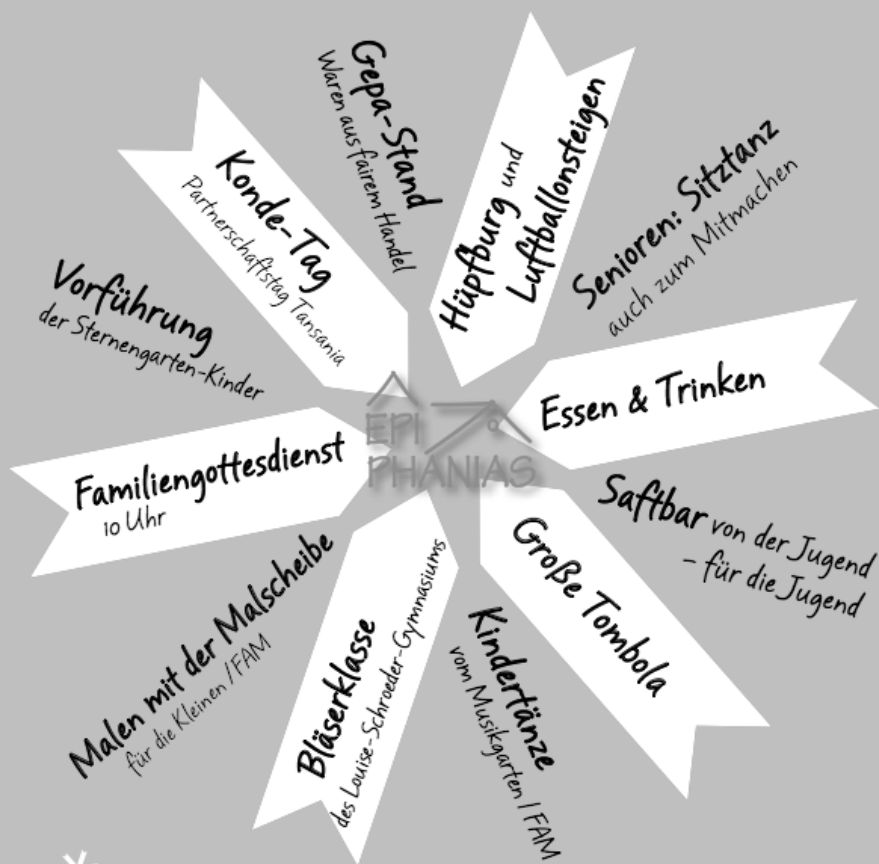 Gepa-Stand
Waren aus fairem Handel
Hüpfburg und
Luftballonsteigen
Senioren: Sitztanz
auch zum Mitmachen
Essen & Trinken
Saftbar von der Jugend
- für die Jugend
Große Tombola
Kindertänze
vom Musikgarten / FAM
Bläserklasse
des Louise-Schroeder-Gymnasiums
Malen mit der Malscheibe
für die Kleinen / FAM
Familiengottesdienst
10 Uhr
Vorführung
der Sternengarten-Kinder
Konde-Tag
Partnerschaftstag Tansania
EPI
PHANIAS